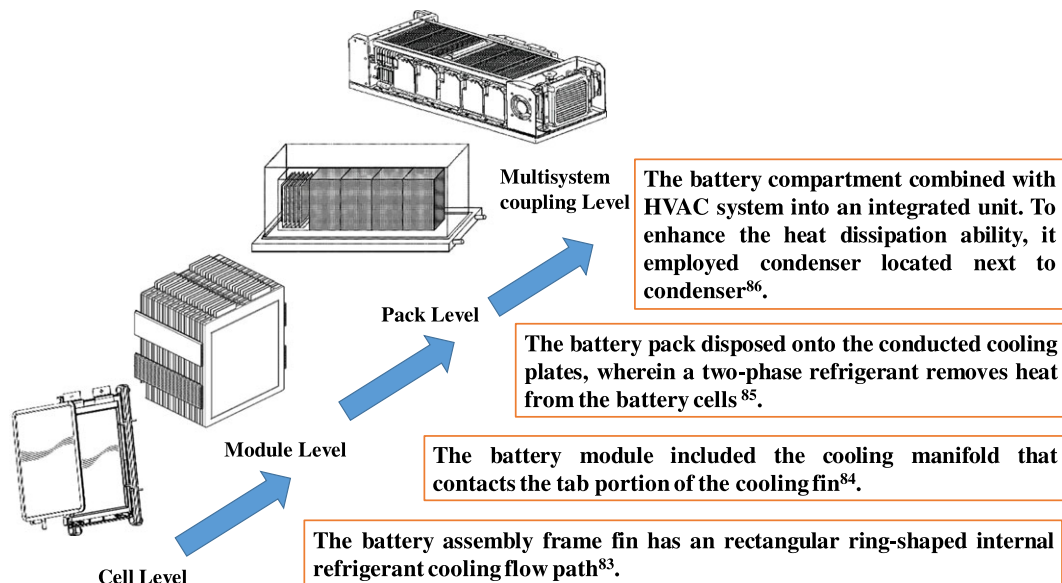 Multisystem
coupling Level
The battery compartment combined with
HVAC system into an integrated unit. To
enhance the heat dissipation ability, it
employed condenser located next to
condenser86.
Pack Level
The battery pack disposed onto the conducted cooling
plates, wherein a two-phase refrigerant removes heat
from the battery cells 85.
Module Level
The battery module included the cooling manifold that
contacts the tab portion of the cooling fin84.
The battery assembly frame fin has an rectangular ring-shaped internal
refrigerant cooling flow path83.
Cell Level